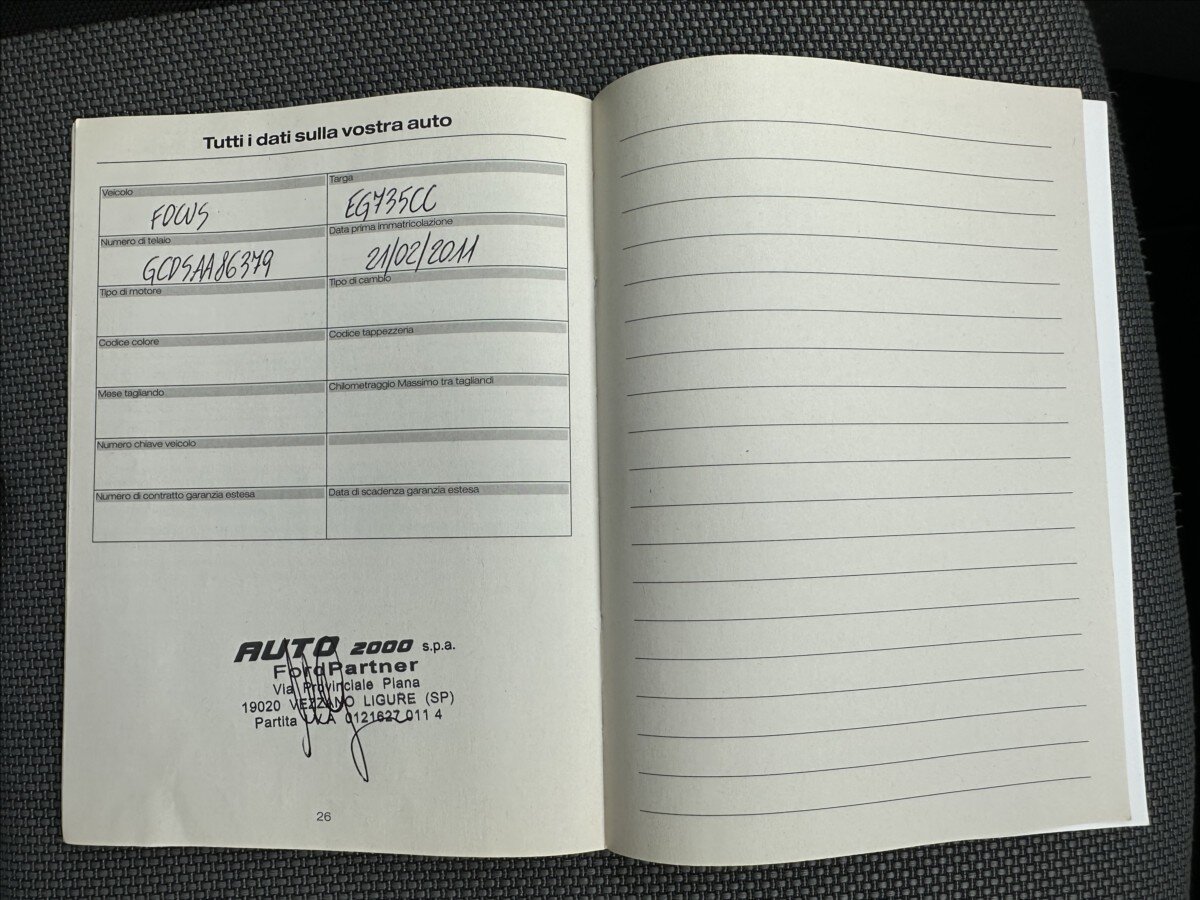 Tutti i dati sulla vostra auto
Veicolo
Targa
FOCUS
EG735CC
Numero di telaio
Data prima immatricolazione
GCDSAA86379
21/02/2011
Tipo di motore
Tipo di cambio
Codice colore
Codice tappezzeria
Mese tagliando
Chilometraggio Massimo tra tagliandi
Numero chiave veicolo
Numero di contratto garanzia estesa
Data di scadenza garanzia estesa
AUTO 2000 s.p.a.
FordPartner
Via Provinciale Piana
19020 VEZZANO LIGURE (SP)
Partita IVA 0121627 011 4
26